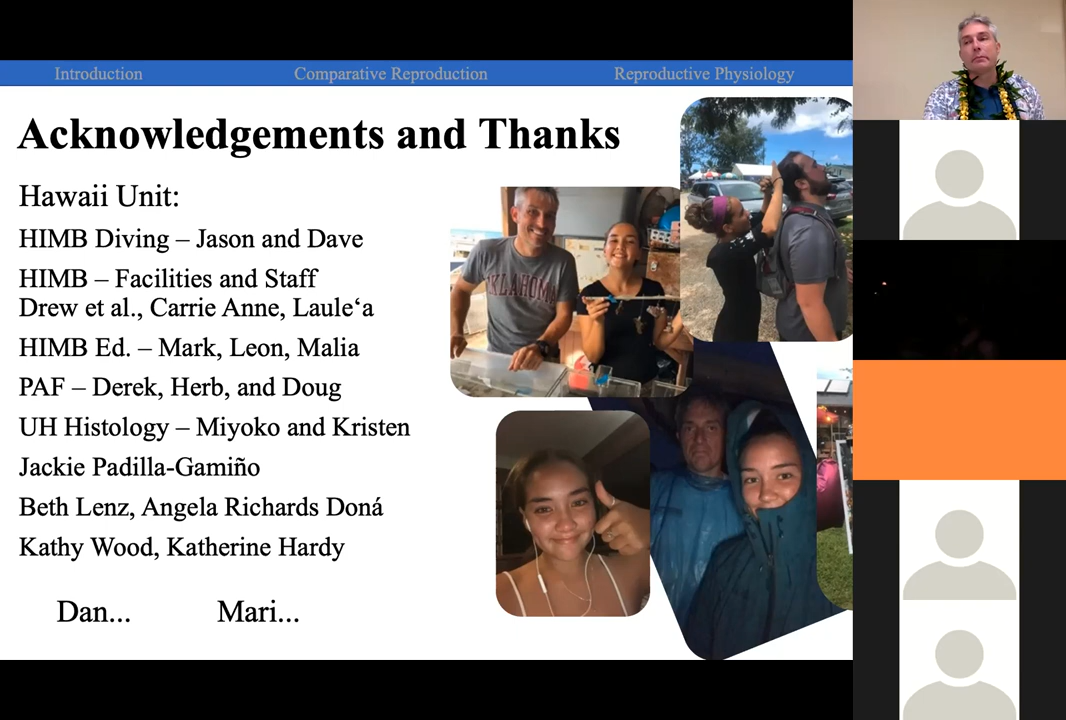 Introduction
Comparative Reproduction
Reproductive Physiology
Acknowledgements and Thanks
Hawaii Unit:
HIMB Diving – Jason and Dave
HIMB – Facilities and Staff
Drew et al., Carrie Anne, Lauleʻa
HIMB Ed. – Mark, Leon, Malia
PAF – Derek, Herb, and Doug
UH Histology – Miyoko and Kristen
Jackie Padilla-Gamiño
Beth Lenz, Angela Richards Doná
Kathy Wood, Katherine Hardy
Dan...
Mari...
OKLAHOMA